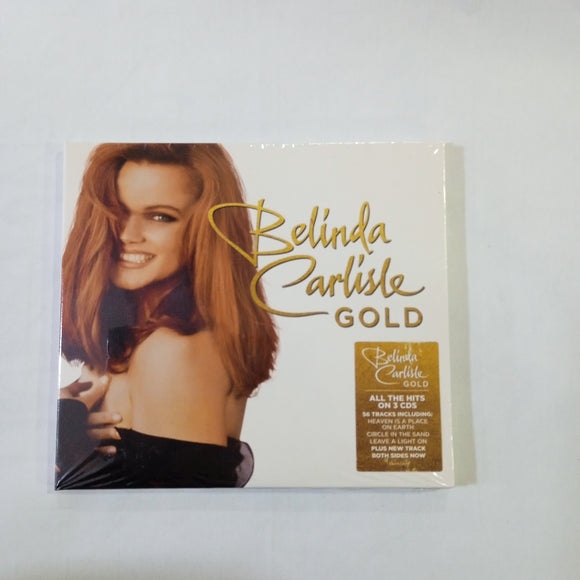 Belinda
Carlisle
GOLD
Belinda
Carlisle
GOLD
ALL THE HITS
ON 3 CDS
56 TRACKS INCLUDING:
HEAVEN IS A PLACE
ON EARTH
CIRCLE IN THE SAND
LEAVE A LIGHT ON
PLUS NEW TRACK
BOTH SIDES NOW